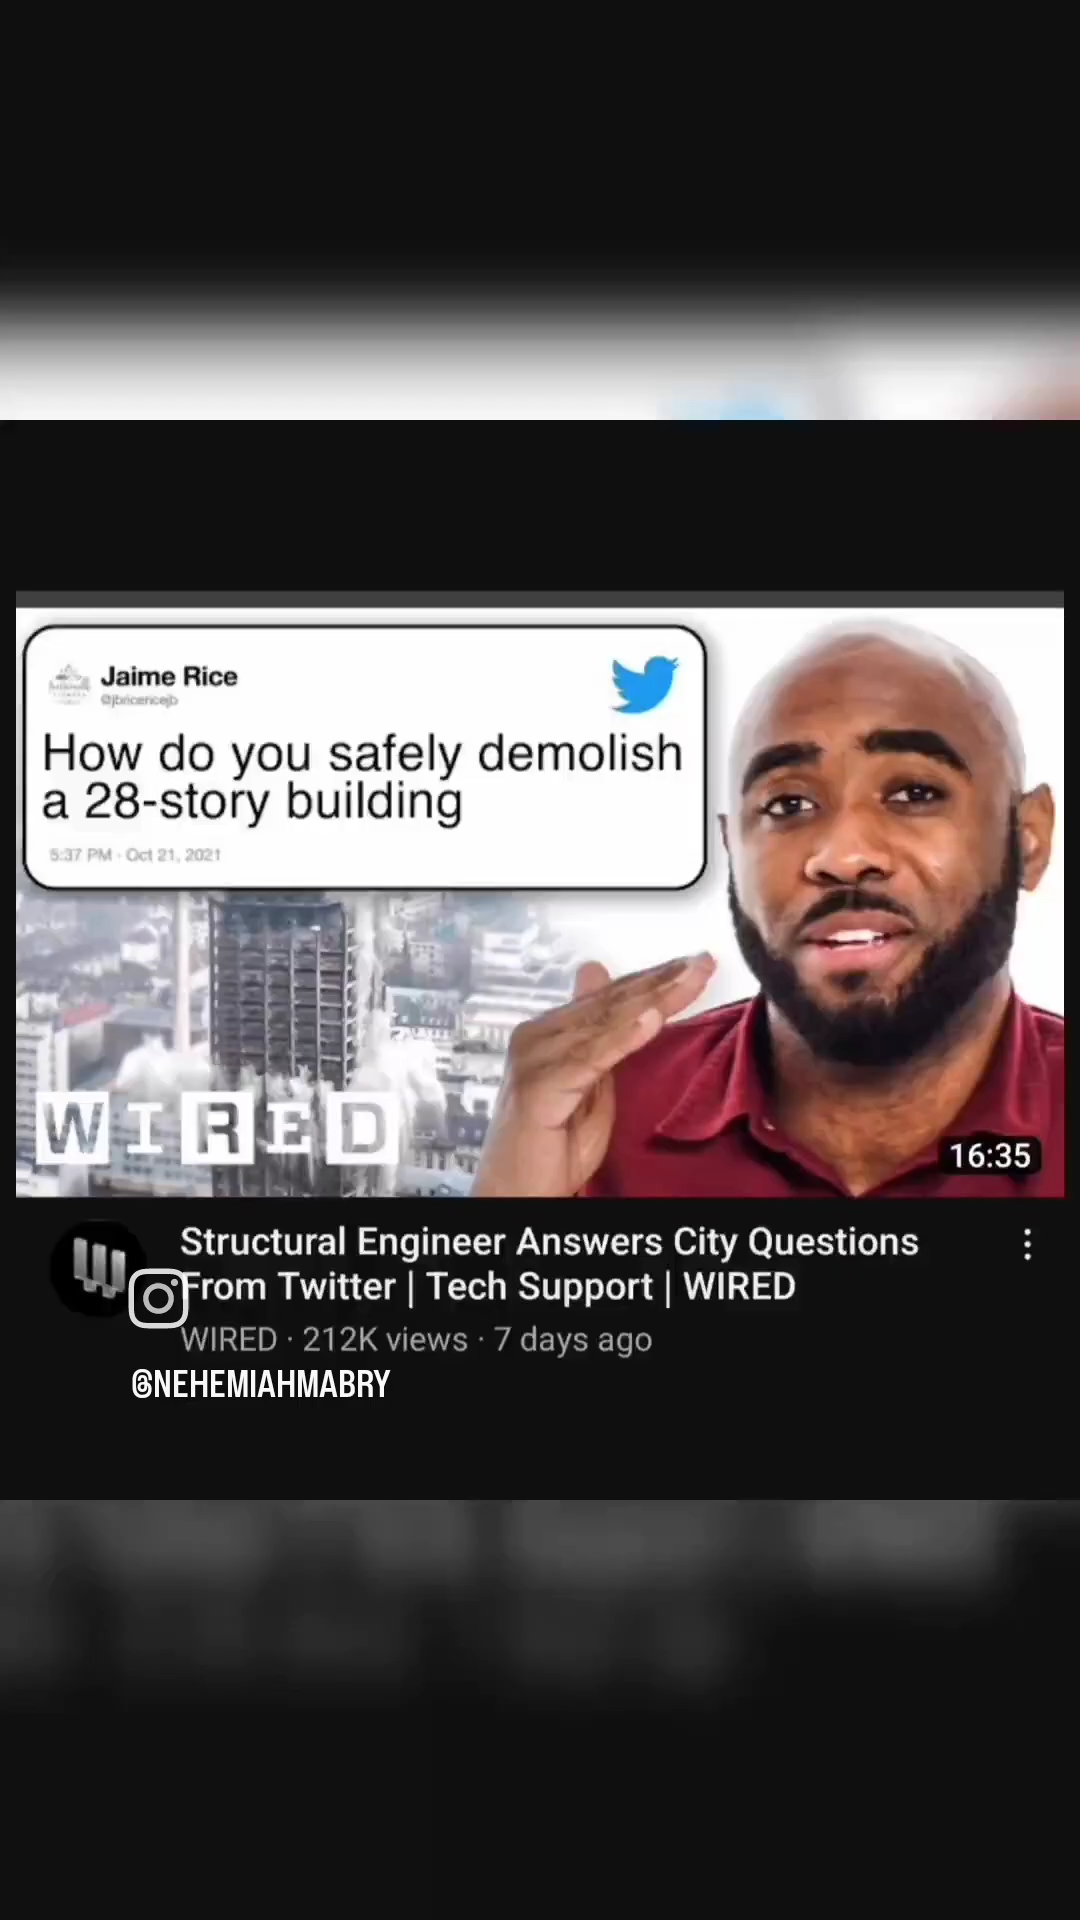 Jaime Rice
@jbricericejb
How do you safely demolish
a 28-story building
5:37 PM · Oct 21, 2021
WIRED
16:35
Structural Engineer Answers City Questions
From Twitter | Tech Support | WIRED
WIRED · 212K views · 7 days ago
@NEHEMIAHMABRY